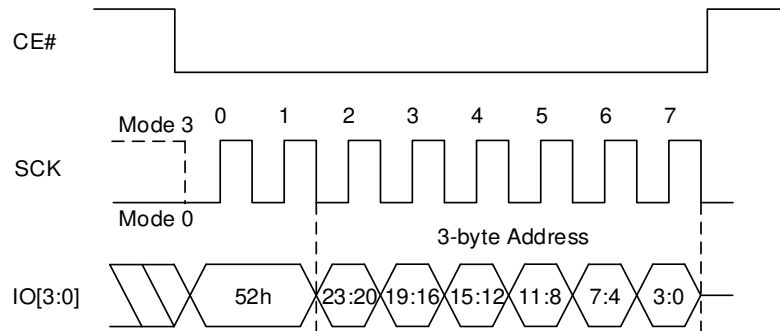 CE#
0 1 2 3 4 5 6 7
Mode 3
SCK
Mode 0
3-byte Address
IO[3:0] 52h 23:20 19:16 15:12 11:8 7:4 3:0